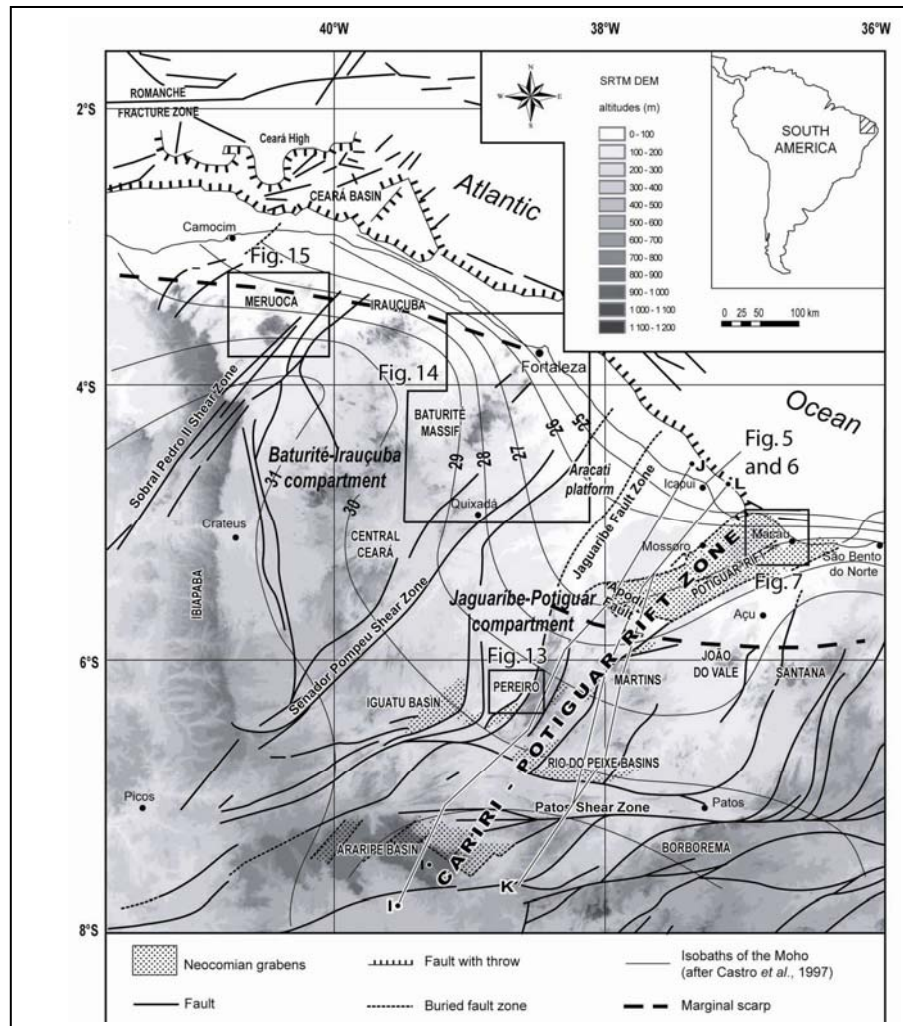 40°W
38°W
36°W
2°S
4°S
6°S
8°S
ROMANCHE
FRACTURE ZONE
Ceará High
CEARÁ BASIN
Atlantic
Ocean
SRTM DEM
altitudes (m)
0 - 100
100 - 200
200 - 300
300 - 400
400 - 500
500 - 600
600 - 700
700 - 800
800 - 900
900 - 1 000
1 000 - 1 100
1 100 - 1 200
N
W
E
S
SOUTH
AMERICA
0 25 50 100 km
Camocim
Fig. 15
MERUOCA
IRAUÇUBA
Fortaleza
Fig. 14
BATURITÉ
MASSIF
Sobral Pedro II Shear Zone
Baturité-Irauçuba
compartment
31
30
29
28
27
26
25
Aracati
platform
Fig. 5
and 6
J
Icapui
L
Quixadá
Crateus
CENTRAL
CEARÁ
Jaguaribe Fault Zone
Mossoro
Macau
São Bento
do Norte
POTIGUAR RIFT
Fig. 7
Apodi
Fault
Açu
IBIAPABA
Senador Pompeu Shear Zone
Jaguaribe-Potiguar
compartment
Fig. 13
PEREIRO
MARTINS
JOÃO
DO VALE
SANTANA
IGUATU BASIN
CARIRI - POTIGUAR RIFT ZONE
RIO DO PEIXE BASINS
Picos
Patos Shear Zone
Patos
ARARIPE BASIN
BORBOREMA
I
K
Neocomian grabens
Fault with throw
Isobaths of the Moho
(after Castro et al., 1997)
Fault
Buried fault zone
Marginal scarp